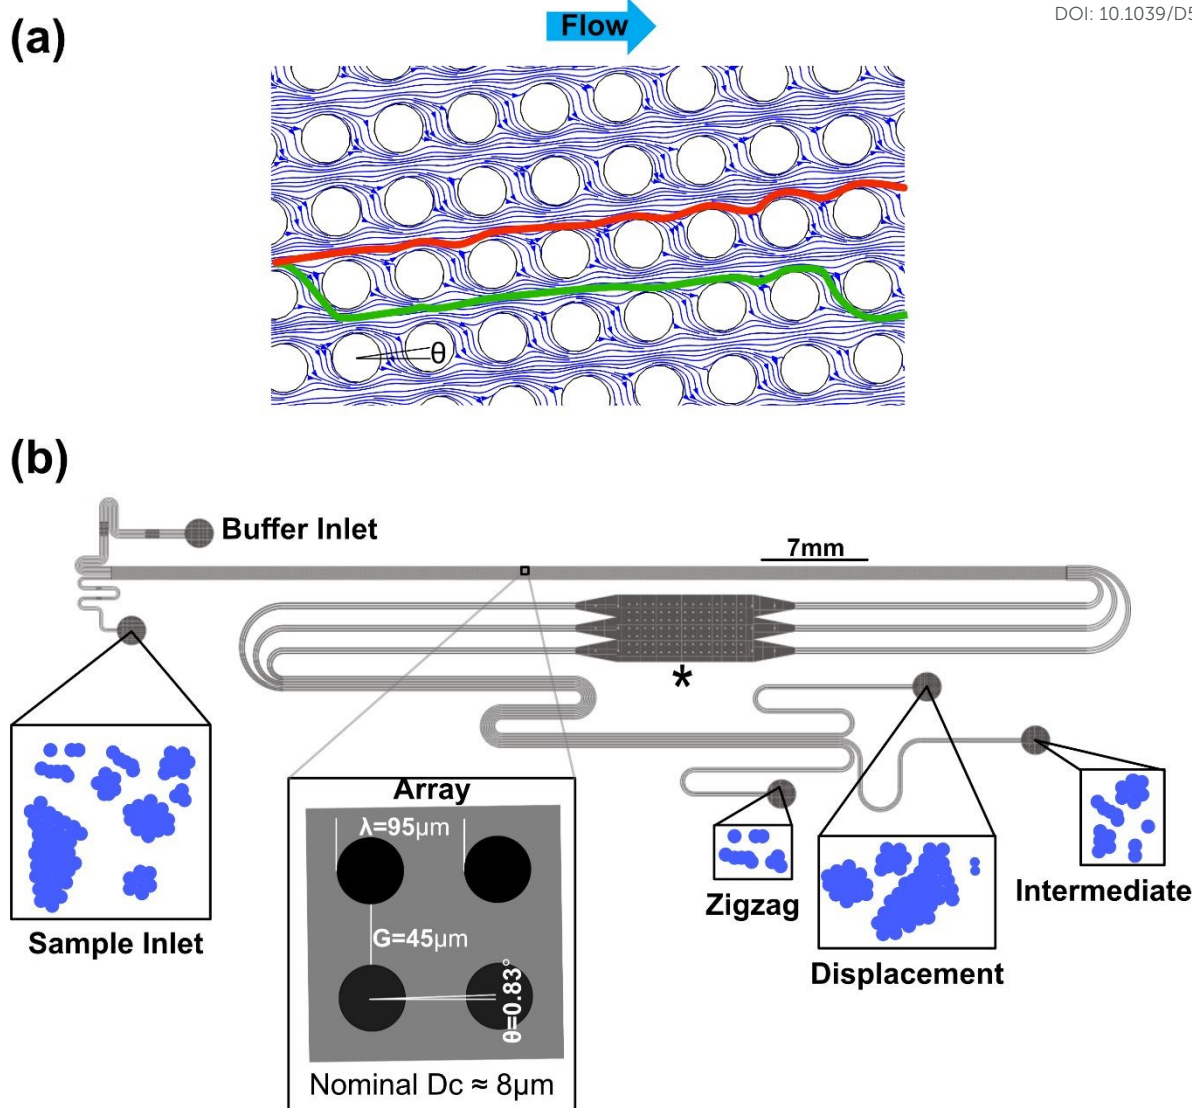 DOI: 10.1039/D5
(a)
Flow
θ
(b)
Buffer Inlet
7mm
*
Array
λ=95µm
G=45µm
θ=0.83°
Nominal Dc ≈ 8µm
Sample Inlet
Zigzag
Displacement
Intermediate